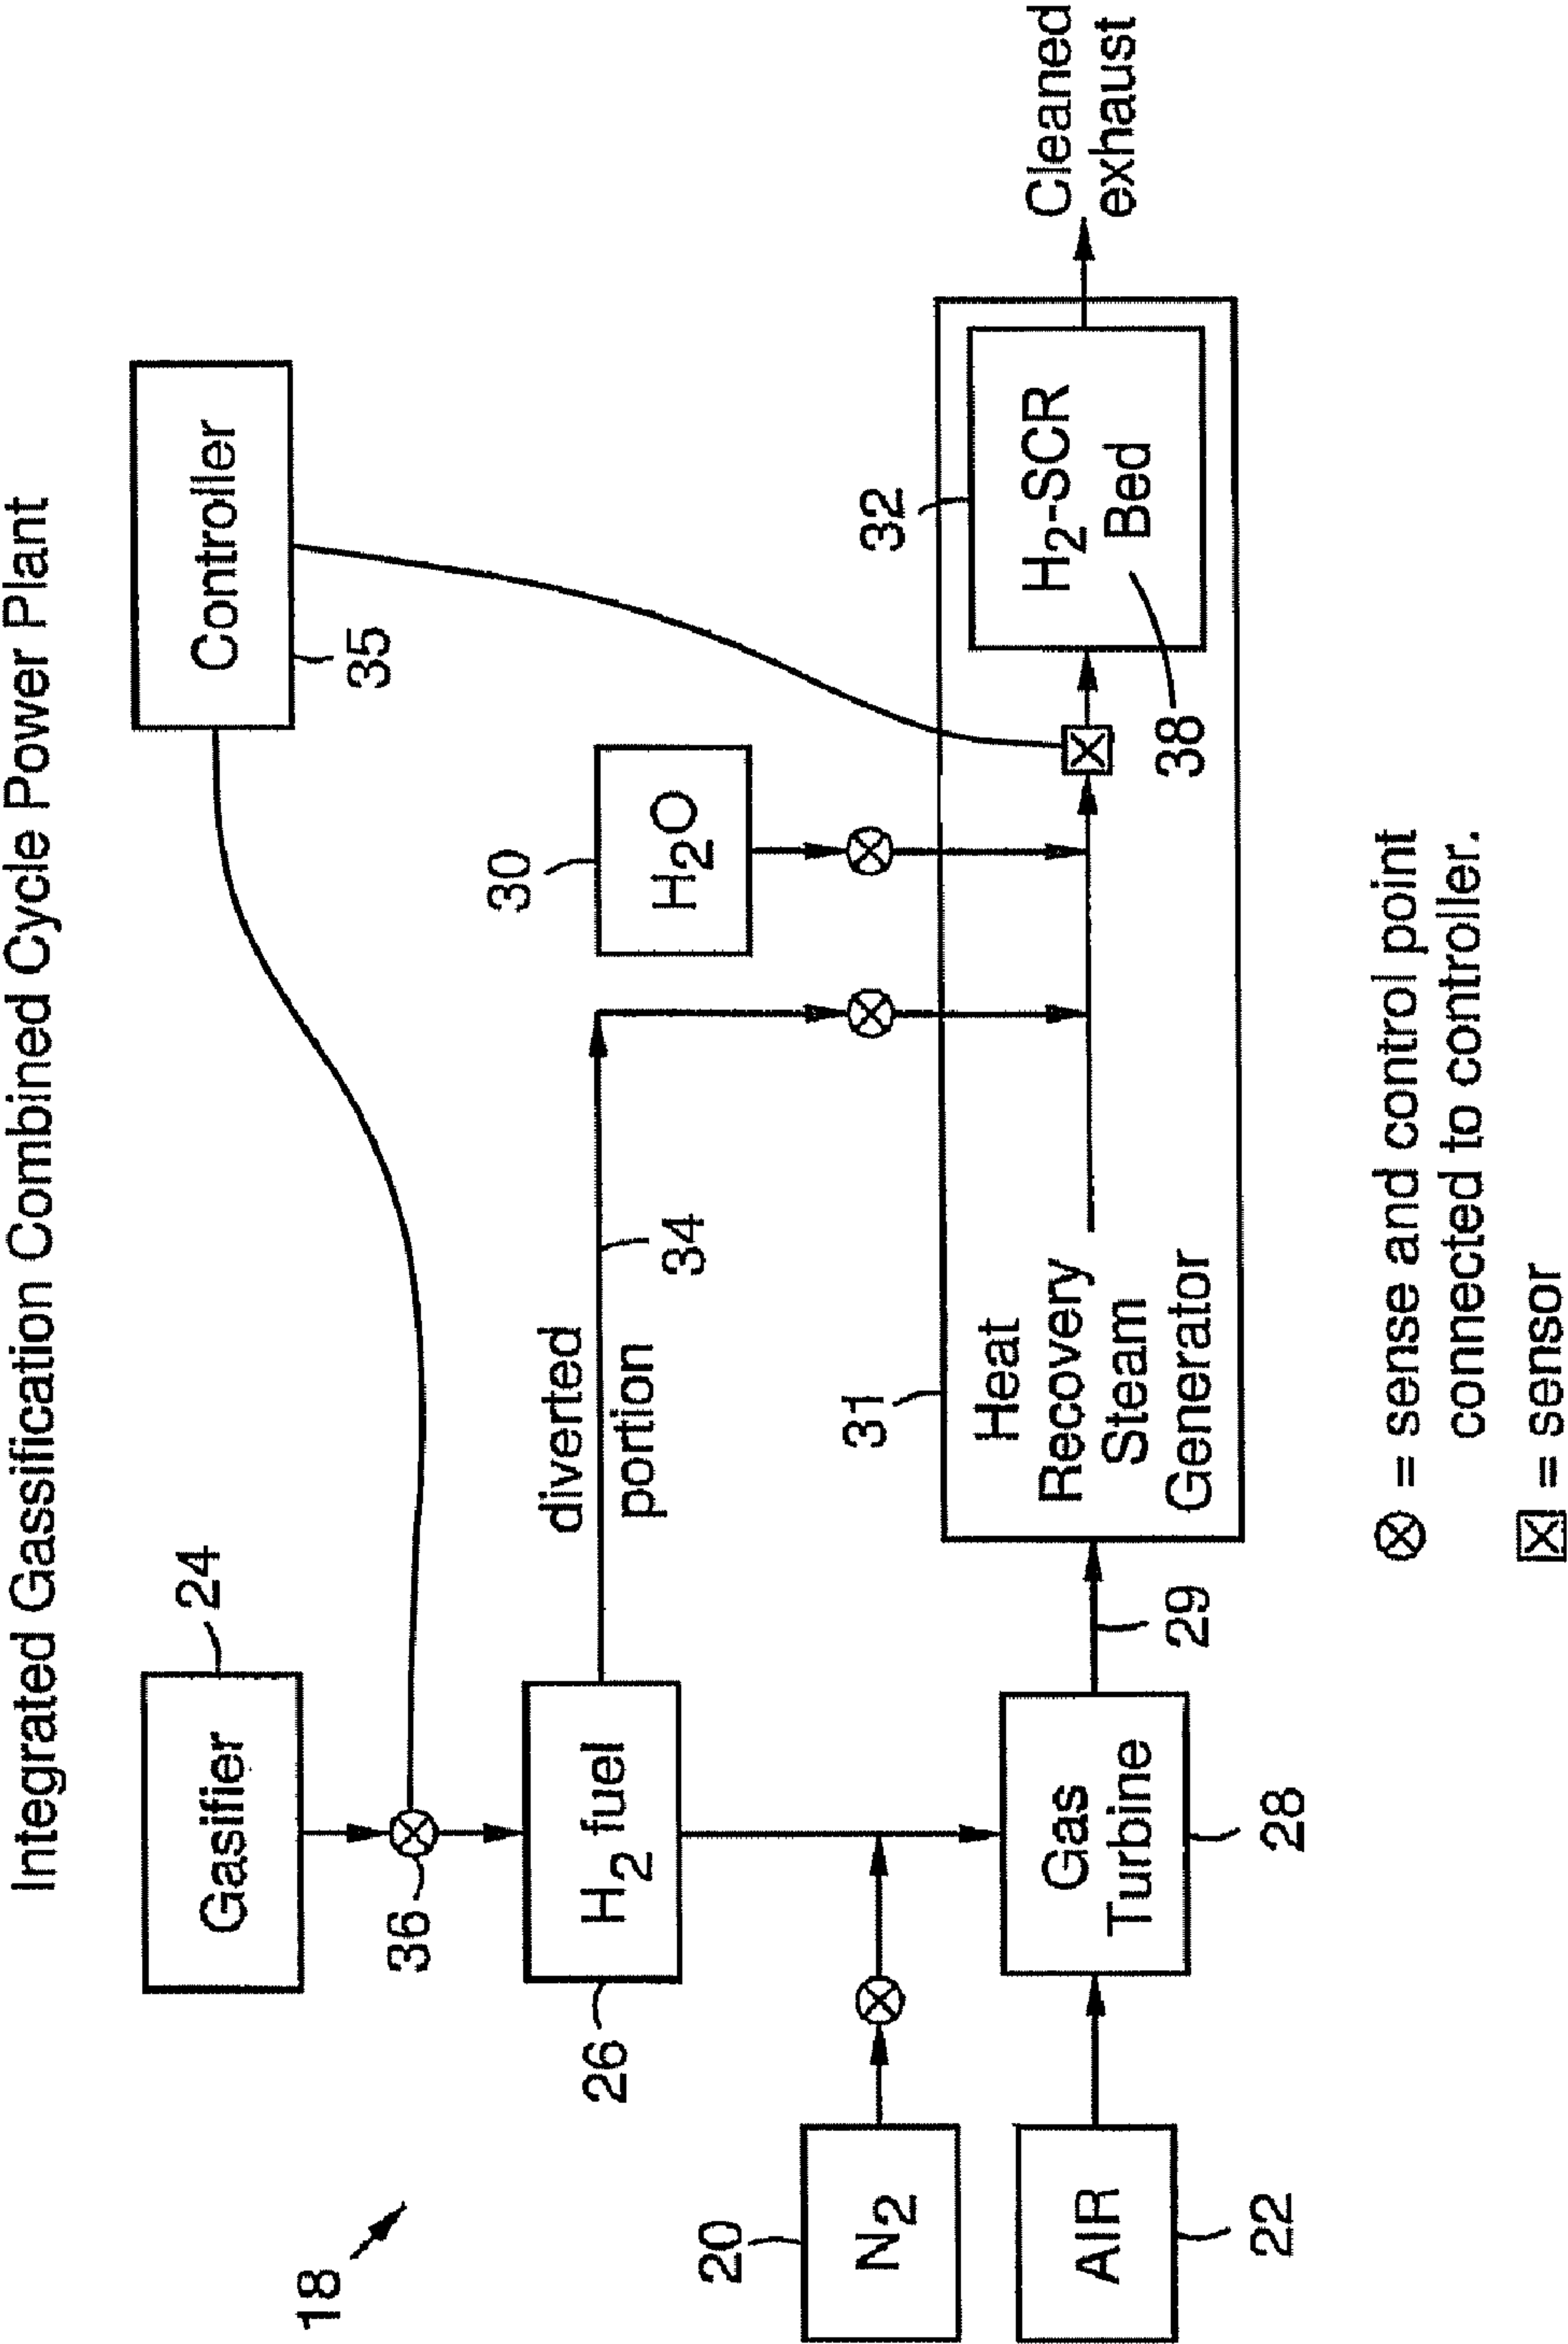 Integrated Gassification Combined Cycle Power Plant
18
Gasifier
24
36
Controller
35
H2 fuel
26
diverted
portion
34
30
H2O
20
N2
AIR
22
Gas
Turbine
28
29
31
Heat
Recovery
Steam
Generator
32
H2-SCR
Bed
38
Cleaned
exhaust
⊗ = sense and control point
connected to controller.
☒ = sensor